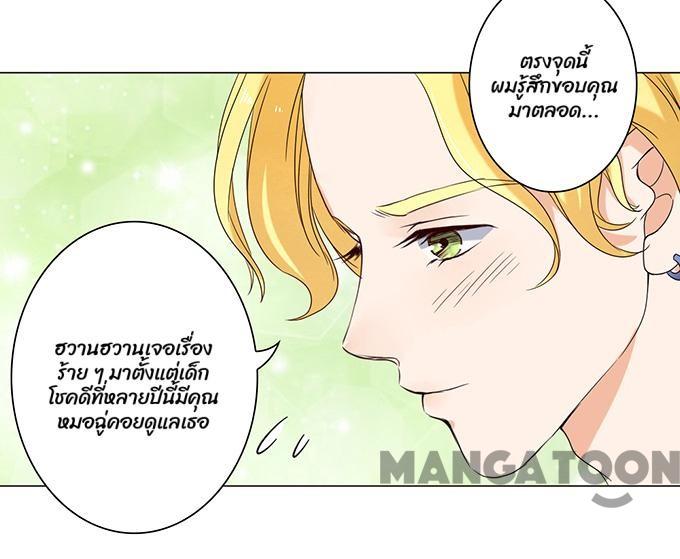 ตรงจุดนี้
ผมรู้สึกขอบคุณ
มาตลอด...
ฮวานฮวานเจอเรื่อง
ร้าย ๆ มาตั้งแต่เด็ก
โชคดีที่หลายปีนี้มีคุณ
หมอฉู่คอยดูแลเธอ
MANGATOON